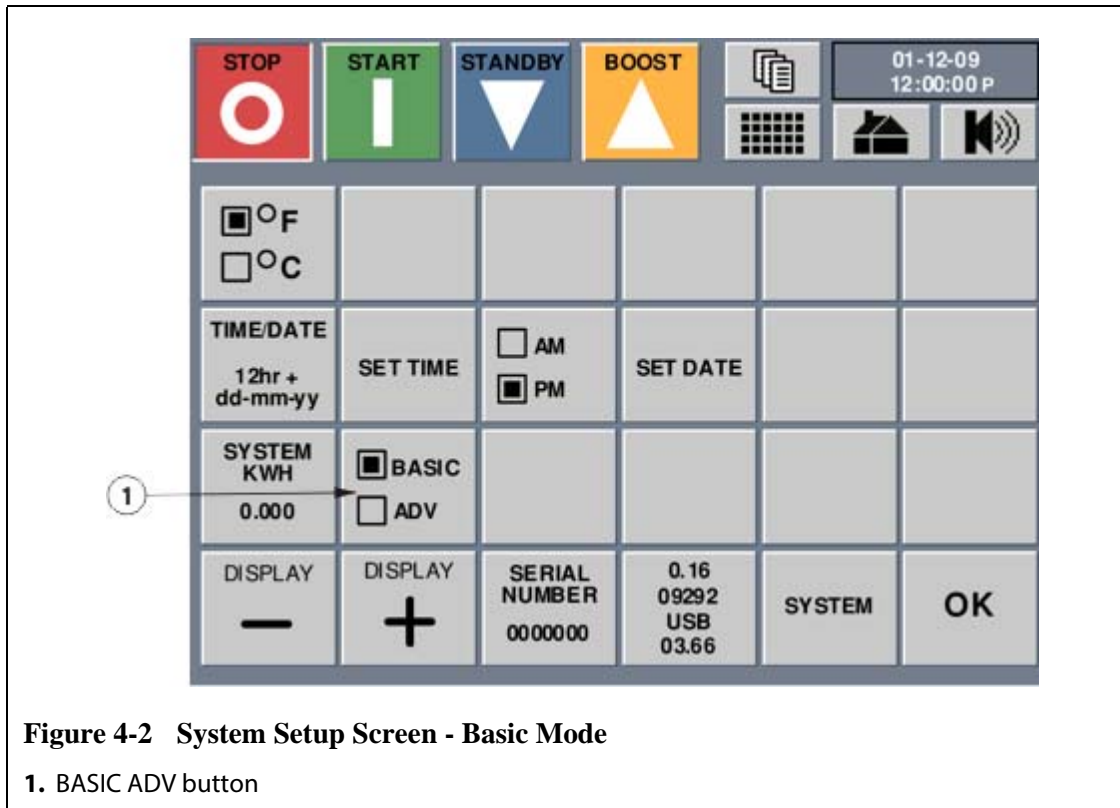 STOP START STANDBY BOOST
01-12-09
12:00:00 P
°F
°C
TIME/DATE
12hr +
dd-mm-yy
SET TIME
AM
PM
SET DATE
SYSTEM
KWH
0.000
BASIC
ADV
1
DISPLAY
−
DISPLAY
+
SERIAL
NUMBER
0000000
0.16
09292
USB
03.66
SYSTEM
OK
Figure 4-2 System Setup Screen - Basic Mode
1. BASIC ADV button